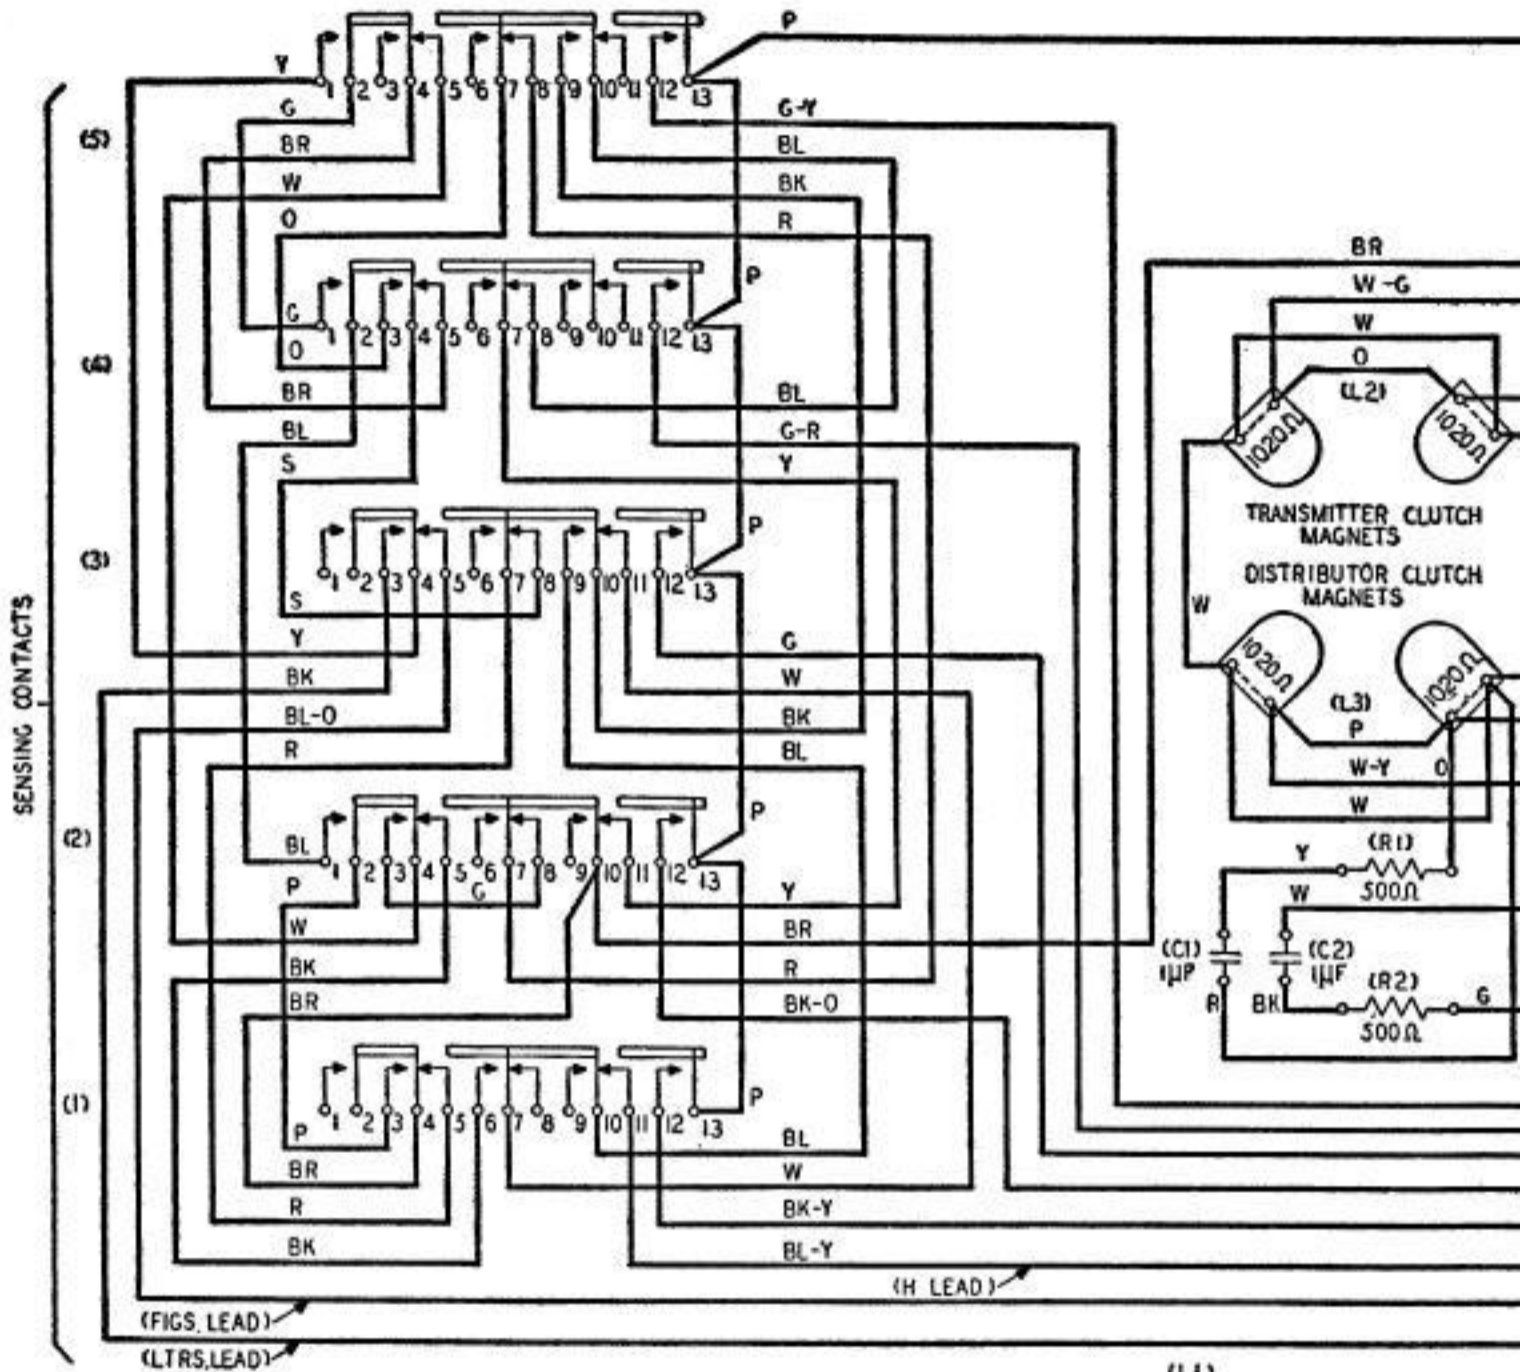 P
Y
1 2 3 4 5 6 7 8 9 10 11 12 13
G G-Y
(5)
BR BL
W BK
O R
BR
P
W-G
G
1 2 3 4 5 6 7 8 9 10 11 12 13
W
O
O
(4)
(L2)
BR BL
1020Ω 1020Ω
BL G-R
S Y
TRANSMITTER CLUTCH
MAGNETS
P
(3)
1 2 3 4 5 6 7 8 9 10 11 12 13
DISTRIBUTOR CLUTCH
MAGNETS
SENSING CONTACTS
S
W
Y G
1020Ω 1020Ω
BK W
(L3)
BL-O BK
P
R BL
W-Y O
W
P
(2)
BL
1 2 3 4 5 6 7 8 9 10 11 12 13
Y (R1)
500Ω
P G Y
W
W BR
(C1) (C2)
1µF 1µF
BK R
(R2)
R BK G
BR BK-O
500Ω
(1)
P
1 2 3 4 5 6 7 8 9 10 11 12 13
P BL
BR W
R BK-Y
BK BL-Y
(H LEAD)
(FIGS. LEAD)
(LTRS. LEAD)